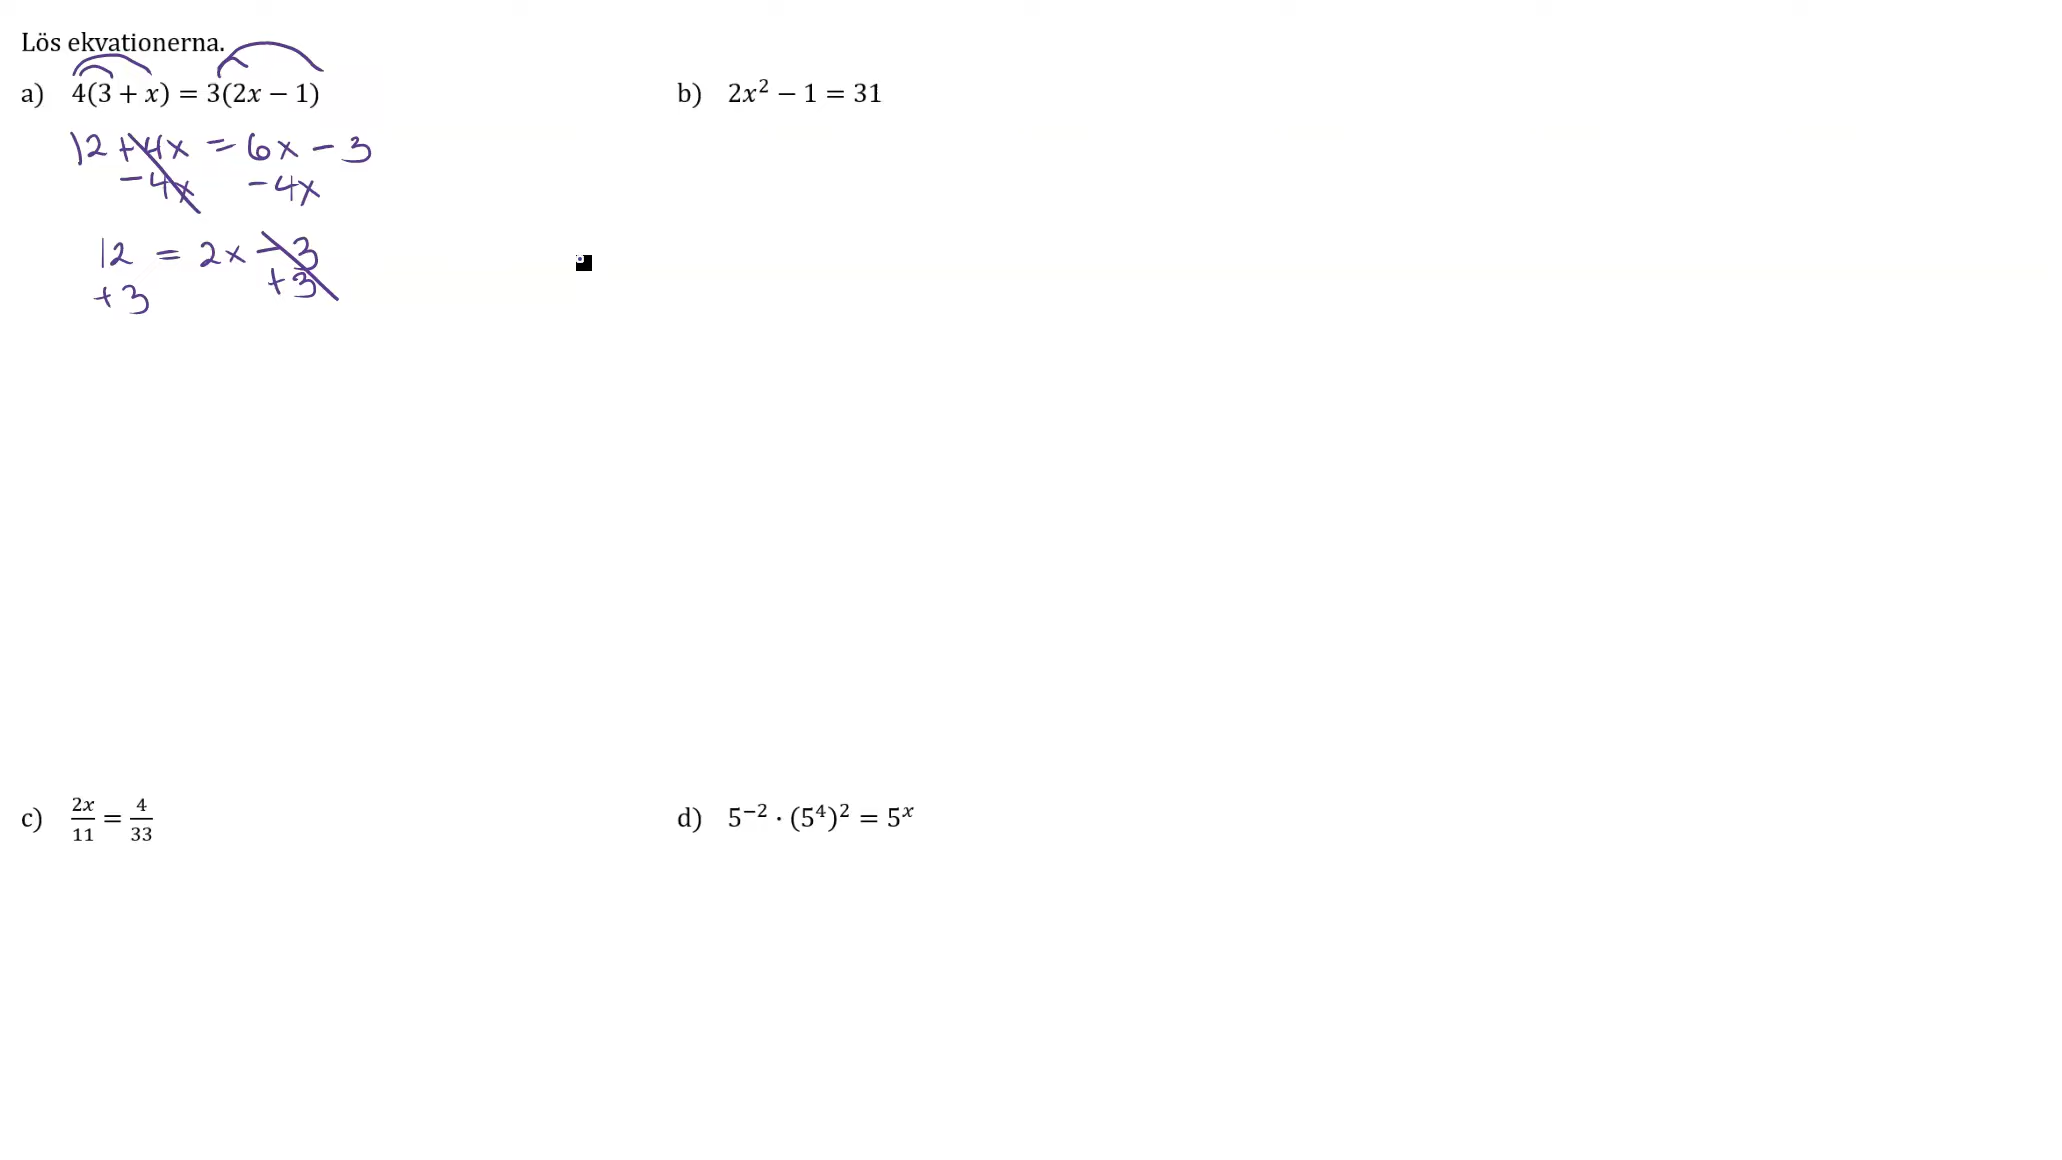 Lös ekvationerna.
a) 4(3 + x) = 3(2x − 1)
12 + 4x = 6x − 3
− 4x − 4x
12 = 2x − 3
+ 3 + 3
b) 2x² − 1 = 31
c) 2x/11 = 4/33
d) 5⁻² · (5⁴)² = 5ˣ